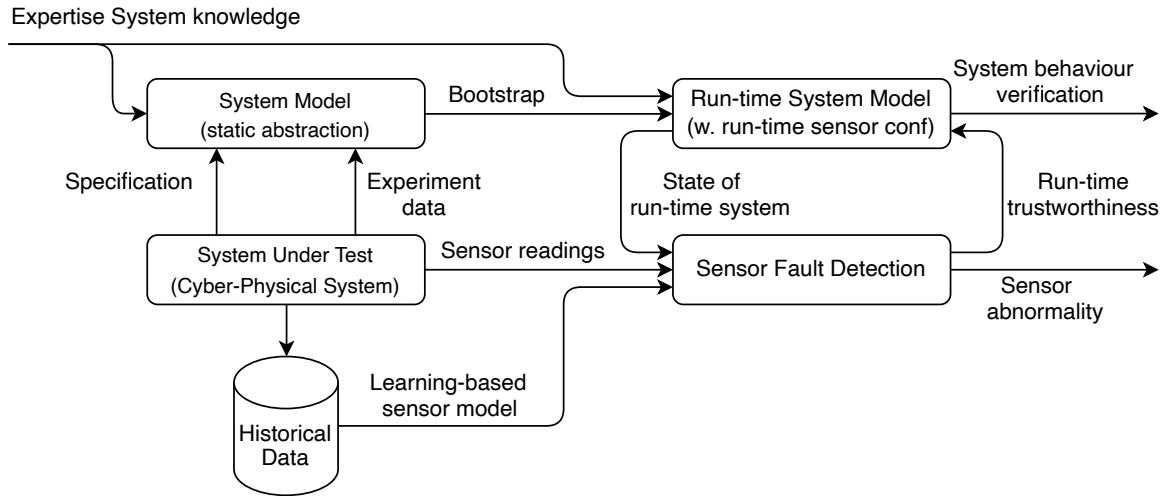 Expertise System knowledge
System Model
(static abstraction)
Bootstrap
Run-time System Model
(w. run-time sensor conf)
System behaviour
verification
Specification
Experiment
data
State of
run-time system
Run-time
trustworthiness
System Under Test
(Cyber-Physical System)
Sensor readings
Sensor Fault Detection
Sensor
abnormality
Learning-based
sensor model
Historical
Data